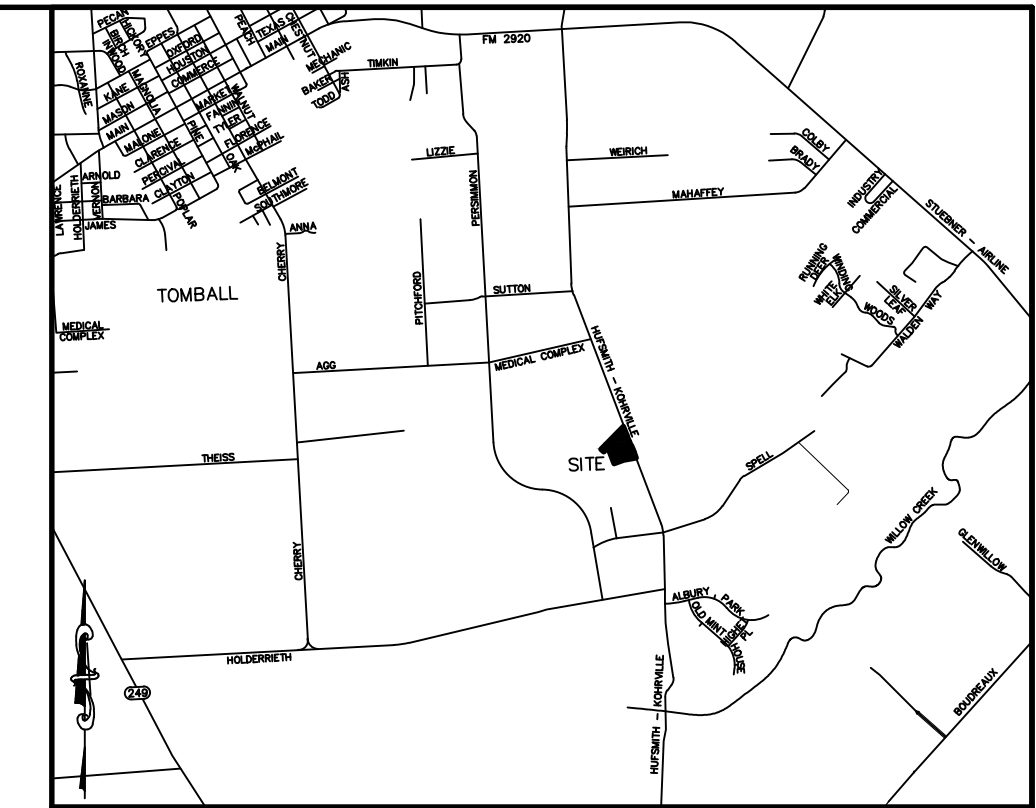 PECAN
HICKORY
BIRCH
INWOOD
EPPES
OXFORD
HOUSTON
COMMERCE
PEACH
TEXAS
CHESTNUT
MAIN
MECHANIC
BAKER
TODD
ASH
TIMKIN
FM 2920
ROXANNE
KANE
MAGNOLIA
MASON
MAIN
MALONE
CLARENCE
PERCIVAL
CLAYTON
PINE
MARKET
WALNUT
FANNIN
TYLER
FLORENCE
McPHAIL
OAK
POPLAR
BELMONT
SOUTHMORE
ARNOLD
BARBARA
JAMES
VERNON
HOLDERRIETH
LAWRENCE
ANNA
CHERRY
LIZZIE
PERSIMMON
WEIRICH
MAHAFFEY
COLBY
BRADY
INDUSTRY
COMMERCIAL
STUEBNER - AIRLINE
RUNNING
DEER
WINDING
WHITE
ELK
WOODS
SILVER
LEAF
WALDEN WAY
TOMBALL
MEDICAL
COMPLEX
PITCHFORD
SUTTON
AGG
MEDICAL COMPLEX
HUFSMITH - KOHRVILLE
SITE
THEISS
SPELL
WILLOW CREEK
GLENWILLOW
CHERRY
ALBURY
PARK
OLD MINT
HOUSE
PL
HOLDERRIETH
249
HUFSMITH - KOHRVILLE
BOUDREAUX